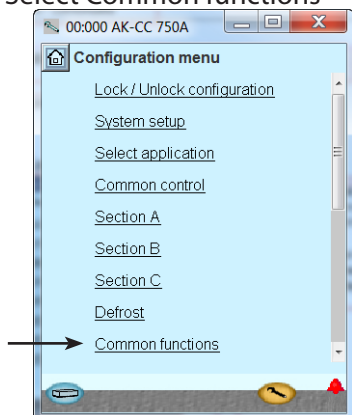 Select Common functions
00:000 AK-CC 750A
Configuration menu
Lock / Unlock configuration
System setup
Select application
Common control
Section A
Section B
Section C
Defrost
Common functions